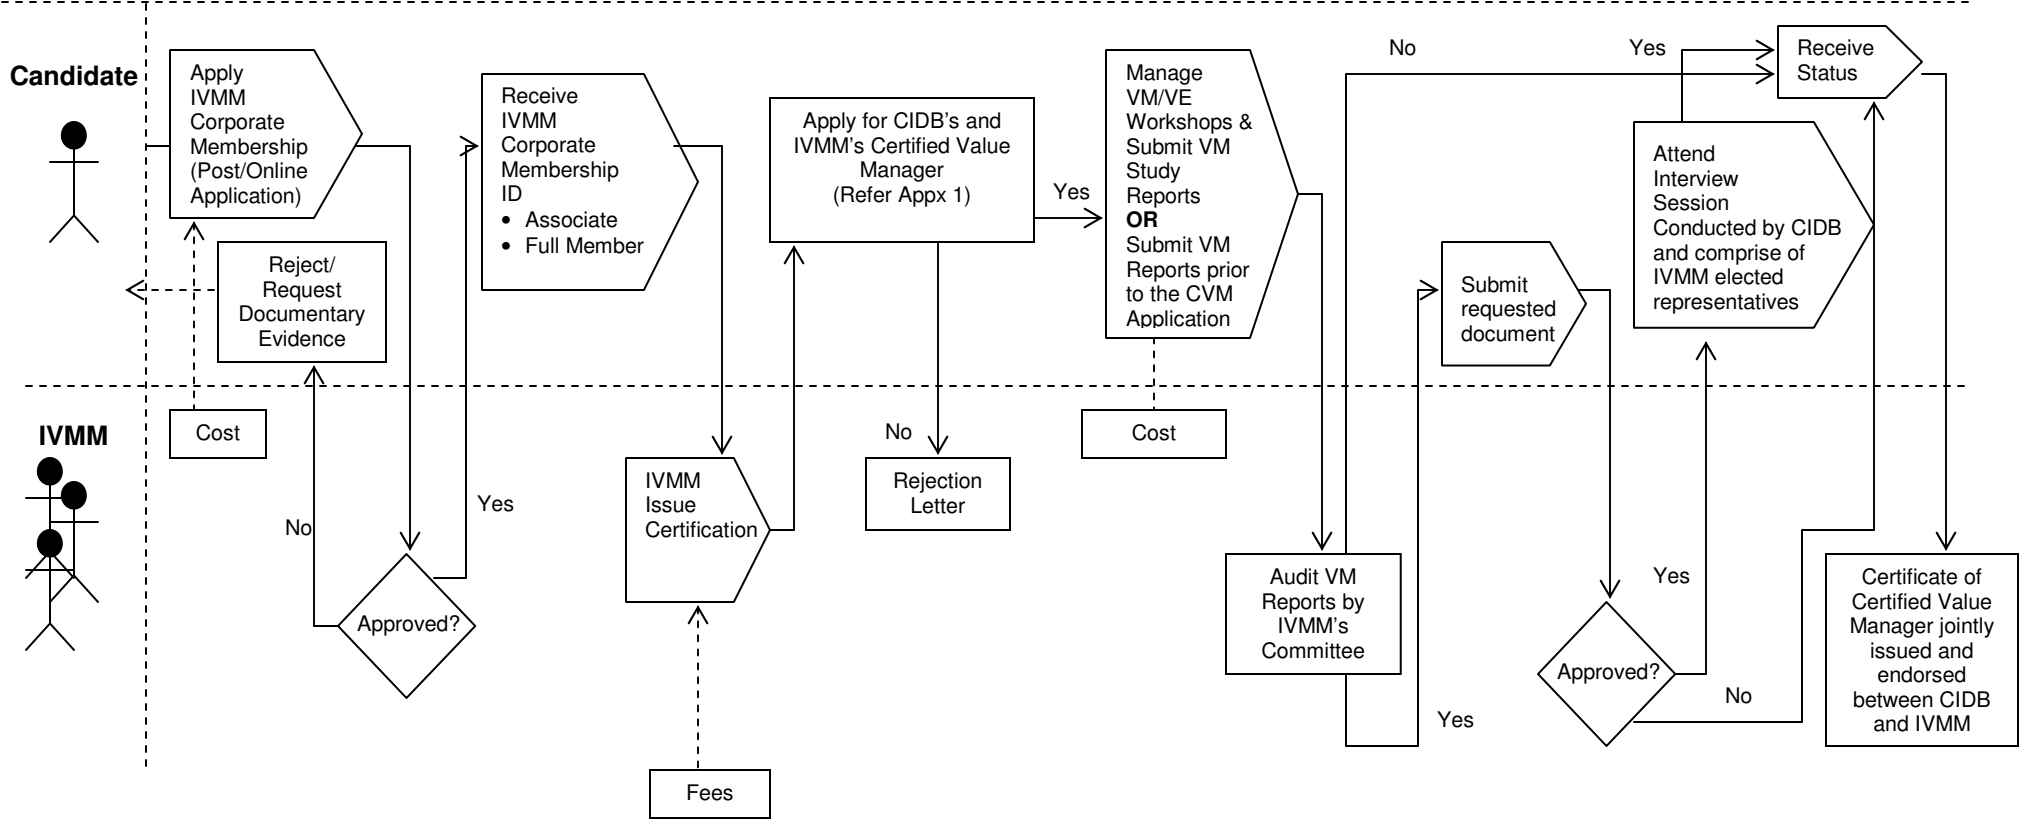 Candidate
Apply
IVMM
Corporate
Membership
(Post/Online
Application)
Reject/
Request
Documentary
Evidence
Receive
IVMM
Corporate
Membership
ID
• Associate
• Full Member
Apply for CIDB's and
IVMM's Certified Value
Manager
(Refer Appx 1)
Yes
Manage
VM/VE
Workshops &
Submit VM
Study
Reports
OR
Submit VM
Reports prior
to the CVM
Application
No
Yes
Receive
Status
Submit
requested
document
Attend
Interview
Session
Conducted by CIDB
and comprise of
IVMM elected
representatives
IVMM
Cost
No
Approved?
Yes
IVMM
Issue
Certification
Fees
No
Rejection
Letter
Cost
Audit VM
Reports by
IVMM's
Committee
Yes
Approved?
Yes
No
Certificate of
Certified Value
Manager jointly
issued and
endorsed
between CIDB
and IVMM